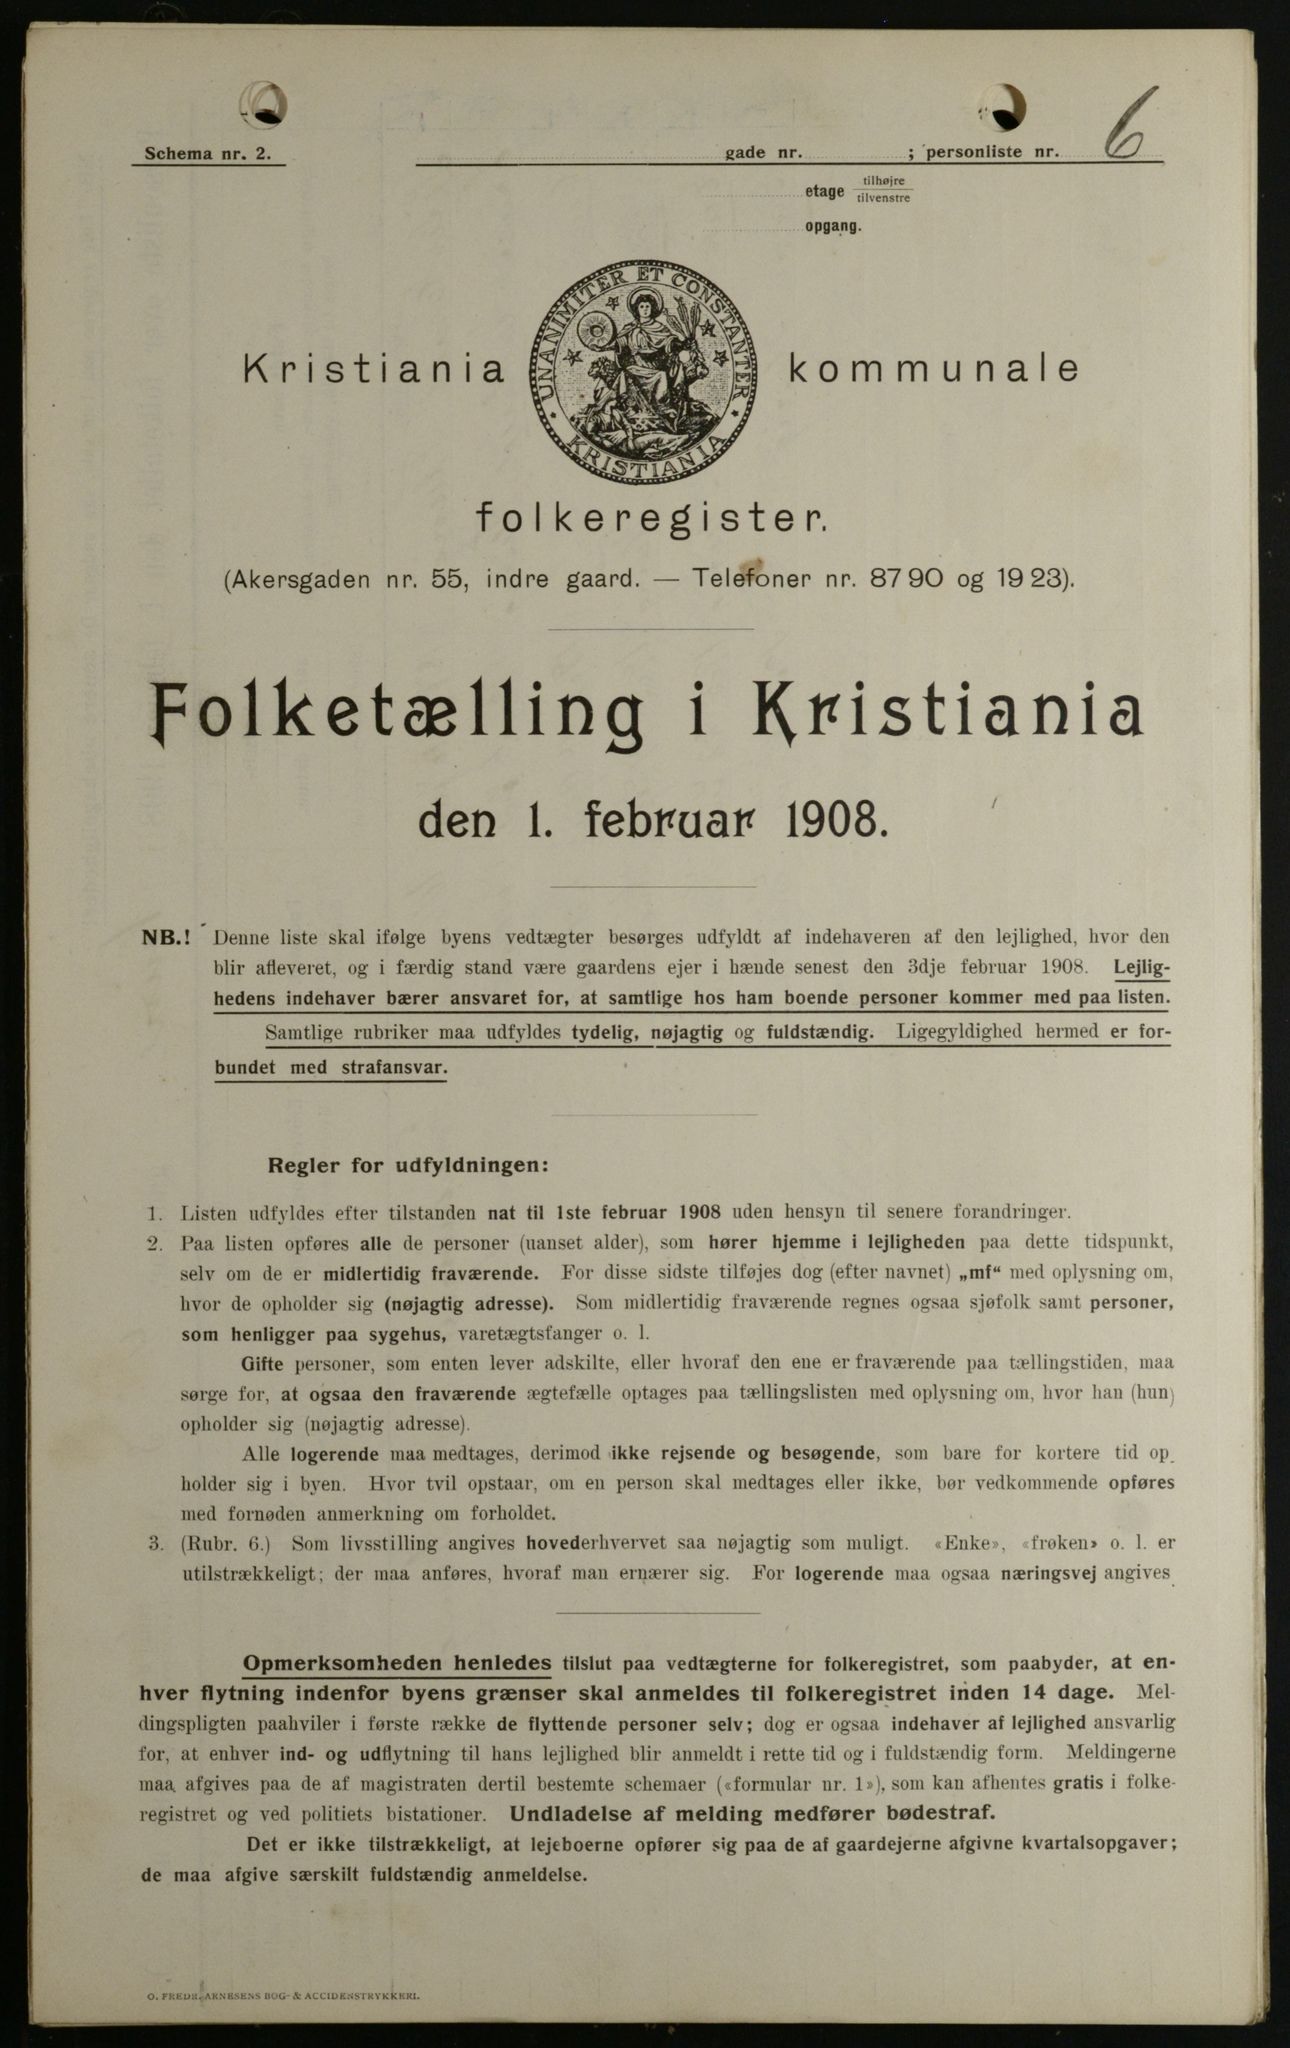 Schema nr. 2.
gade nr. ; personliste nr. 6
etage tilhøjre
tilvenstre
opgang.
UNANIMITER ET CONSTANTER
KRISTIANIA
Kristiania kommunale
folkeregister.
(Akersgaden nr. 55, indre gaard. — Telefoner nr. 8790 og 1923).
Folketælling i Kristiania
den 1. februar 1908.
NB.! Denne liste skal ifølge byens vedtægter besørges udfyldt af indehaveren af den lejlighed, hvor den
blir afleveret, og i færdig stand være gaardens ejer i hænde senest den 3dje februar 1908. Lejlig-
hedens indehaver bærer ansvaret for, at samtlige hos ham boende personer kommer med paa listen.
Samtlige rubriker maa udfyldes tydelig, nøjagtig og fuldstændig. Ligegyldighed hermed er for-
bundet med strafansvar.
Regler for udfyldningen:
1. Listen udfyldes efter tilstanden nat til 1ste februar 1908 uden hensyn til senere forandringer.
2. Paa listen opføres alle de personer (uanset alder), som hører hjemme i lejligheden paa dette tidspunkt,
selv om de er midlertidig fraværende. For disse sidste tilføjes dog (efter navnet) „mf“ med oplysning om,
hvor de opholder sig (nøjagtig adresse). Som midlertidig fraværende regnes ogsaa sjøfolk samt personer,
som henligger paa sygehus, varetægtsfanger o. l.
Gifte personer, som enten lever adskilte, eller hvoraf den ene er fraværende paa tællingstiden, maa
sørge for, at ogsaa den fraværende ægtefælle optages paa tællingslisten med oplysning om, hvor han (hun)
opholder sig (nøjagtig adresse).
Alle logerende maa medtages, derimod ikke rejsende og besøgende, som bare for kortere tid op
holder sig i byen. Hvor tvil opstaar, om en person skal medtages eller ikke, bør vedkommende opføres
med fornøden anmerkning om forholdet.
3. (Rubr. 6.) Som livsstilling angives hovederhvervet saa nøjagtig som muligt. «Enke», «frøken» o. l. er
utilstrækkeligt; der maa anføres, hvoraf man ernærer sig. For logerende maa ogsaa næringsvej angives
Opmerksomheden henledes tilslut paa vedtægterne for folkeregistret, som paabyder, at en-
hver flytning indenfor byens grænser skal anmeldes til folkeregistret inden 14 dage. Mel-
dingspligten paahviler i første række de flyttende personer selv; dog er ogsaa indehaver af lejlighed ansvarlig
for, at enhver ind- og udflytning til hans lejlighed blir anmeldt i rette tid og i fuldstændig form. Meldingerne
maa afgives paa de af magistraten dertil bestemte schemaer («formular nr. 1»), som kan afhentes gratis i folke-
registret og ved politiets bistationer. Undladelse af melding medfører bødestraf.
Det er ikke tilstrækkeligt, at lejeboerne opfører sig paa de af gaardejerne afgivne kvartalsopgaver;
de maa afgive særskilt fuldstændig anmeldelse.
O. FREDR. ARNESENS BOG- & ACCIDENSTRYKKERI.